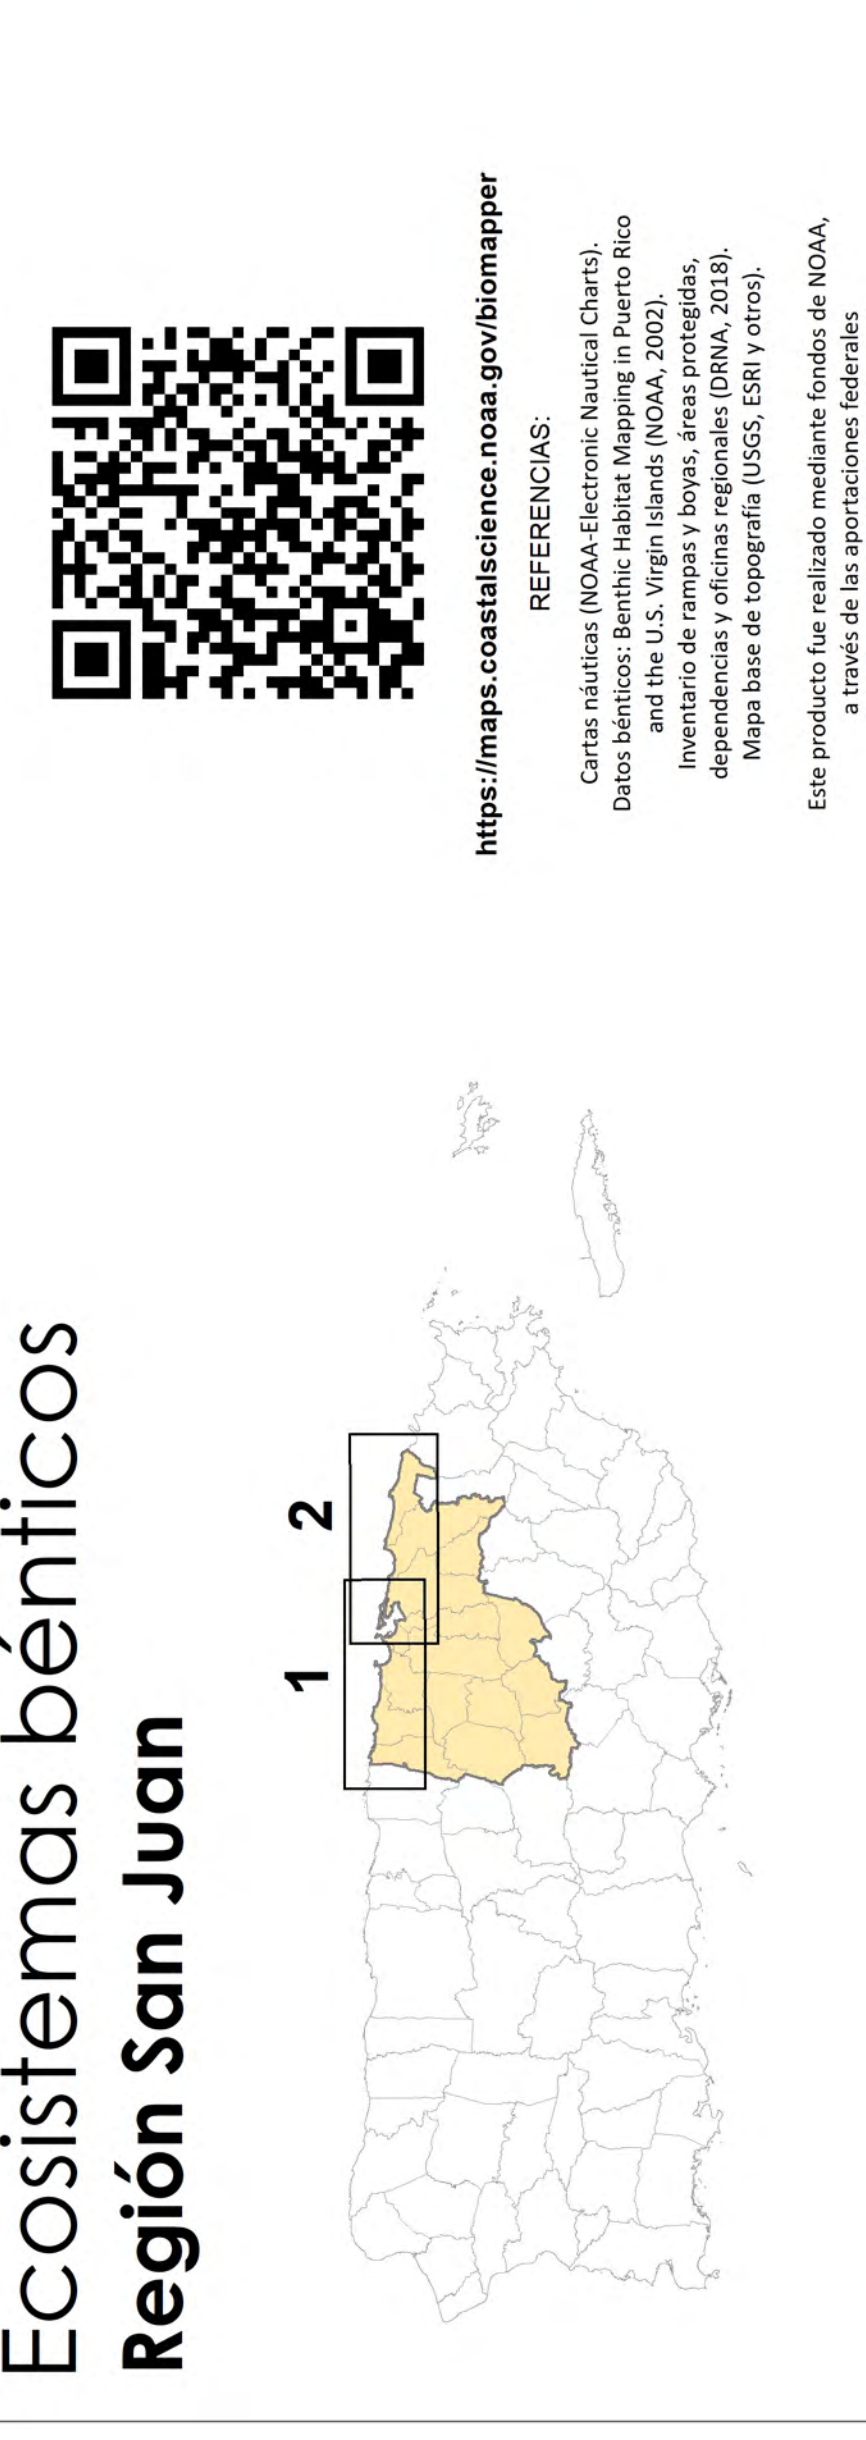 Ecosistemas bénticos
Región San Juan
1
2
https://maps.coastalscience.noaa.gov/biomapper
REFERENCIAS:
Cartas náuticas (NOAA-Electronic Nautical Charts).
Datos bénticos: Benthic Habitat Mapping in Puerto Rico
and the U.S. Virgin Islands (NOAA, 2002).
Inventario de rampas y boyas, áreas protegidas,
dependencias y oficinas regionales (DRNA, 2018).
Mapa base de topografía (USGS, ESRI y otros).
Este producto fue realizado mediante fondos de NOAA,
a través de las aportaciones federales